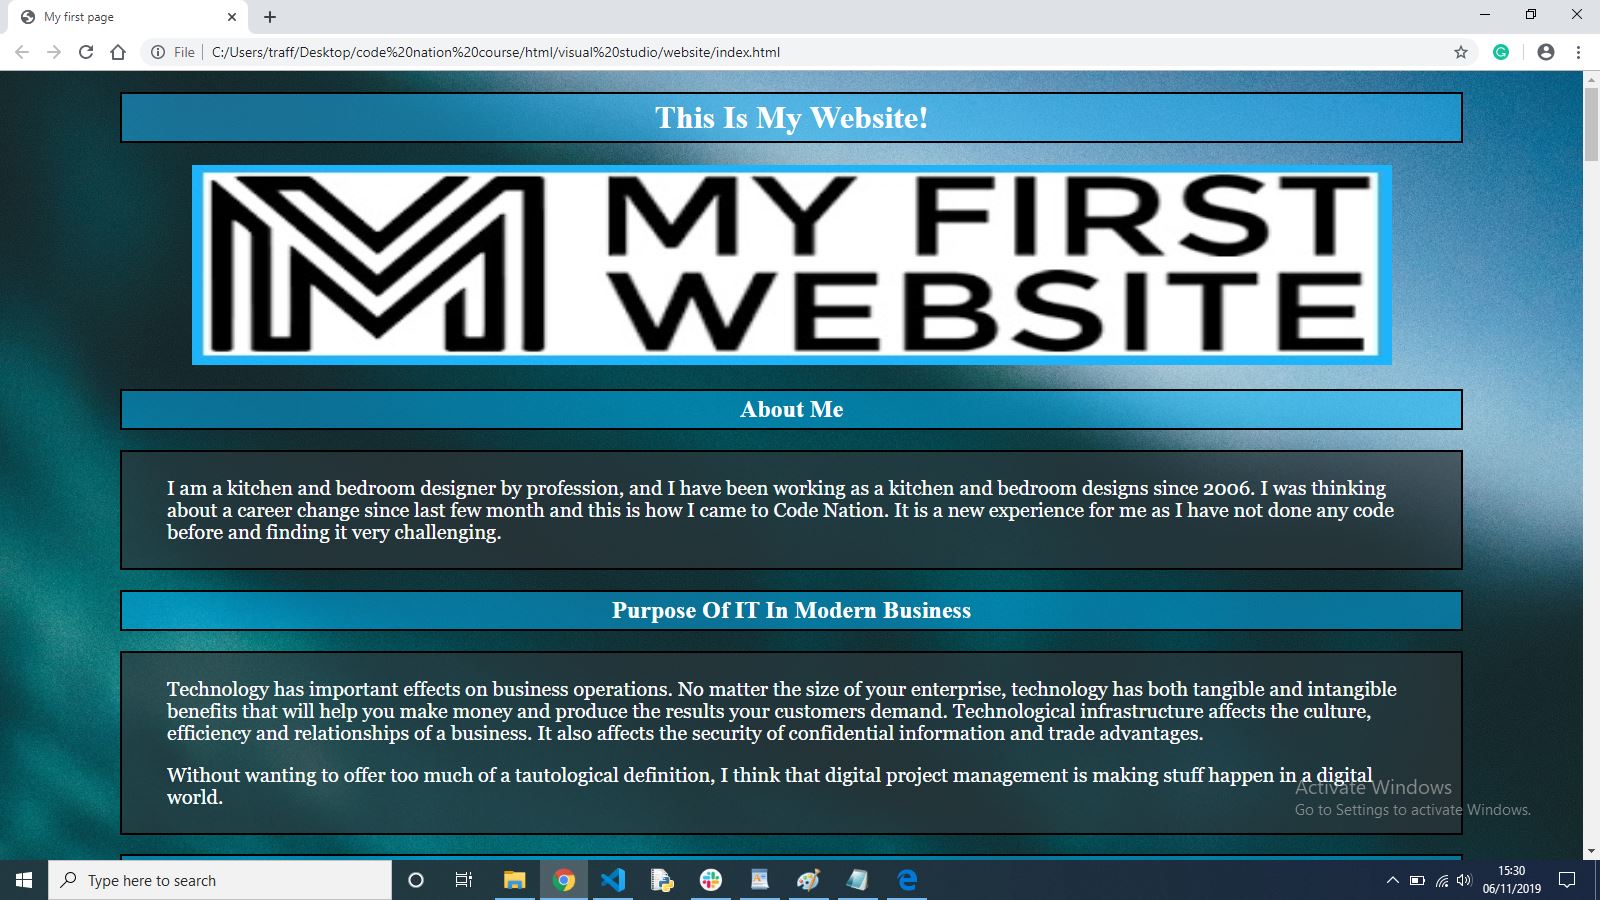 My first page
File
C:/Users/traff/Desktop/code%20nation%20course/html/visual%20studio/website/index.html
This Is My Website!
MY FIRST
WEBSITE
About Me
I am a kitchen and bedroom designer by profession, and I have been working as a kitchen and bedroom designs since 2006. I was thinking
about a career change since last few month and this is how I came to Code Nation. It is a new experience for me as I have not done any code
before and finding it very challenging.
Purpose Of IT In Modern Business
Technology has important effects on business operations. No matter the size of your enterprise, technology has both tangible and intangible
benefits that will help you make money and produce the results your customers demand. Technological infrastructure affects the culture,
efficiency and relationships of a business. It also affects the security of confidential information and trade advantages.
Without wanting to offer too much of a tautological definition, I think that digital project management is making stuff happen in a digital
world.
Activate Windows
Go to Settings to activate Windows.
Type here to search
15:30
06/11/2019